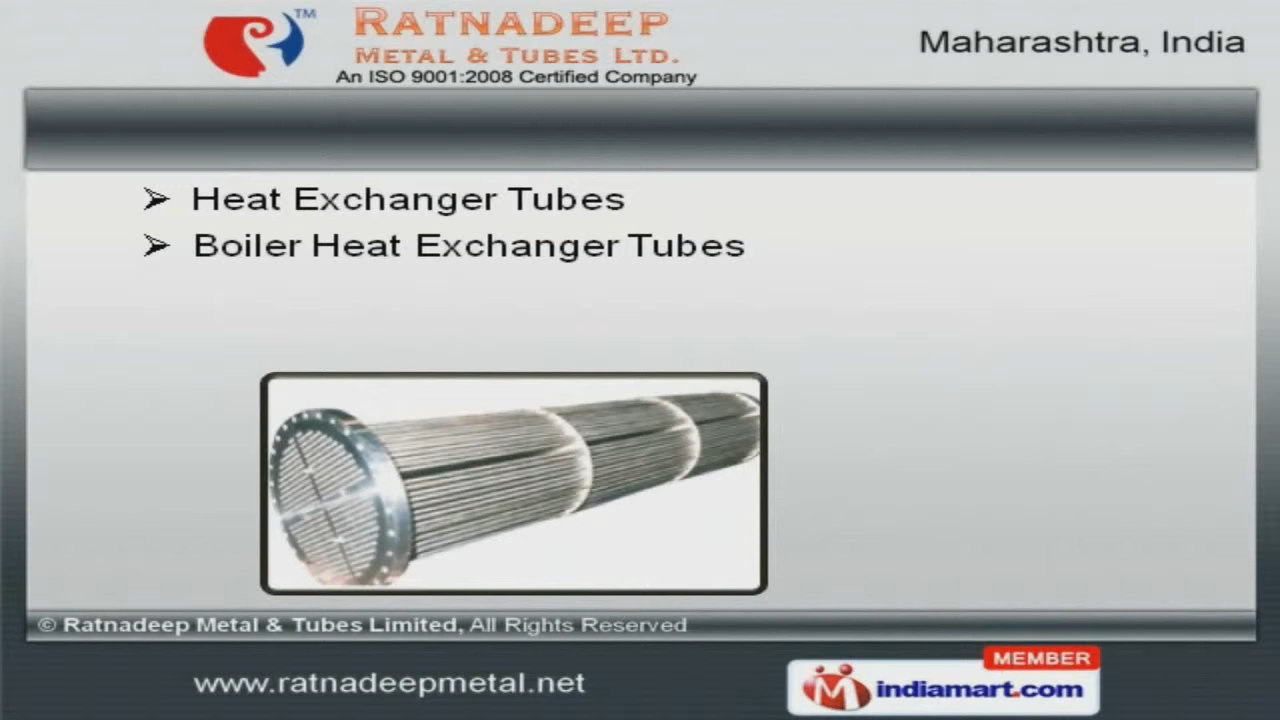 RATNADEEP
METAL & TUBES LTD.
An ISO 9001:2008 Certified Company
TM
Maharashtra, India
Heat Exchanger Tubes
Boiler Heat Exchanger Tubes
© Ratnadeep Metal & Tubes Limited, All Rights Reserved
www.ratnadeepmetal.net
MEMBER
indiamart.com